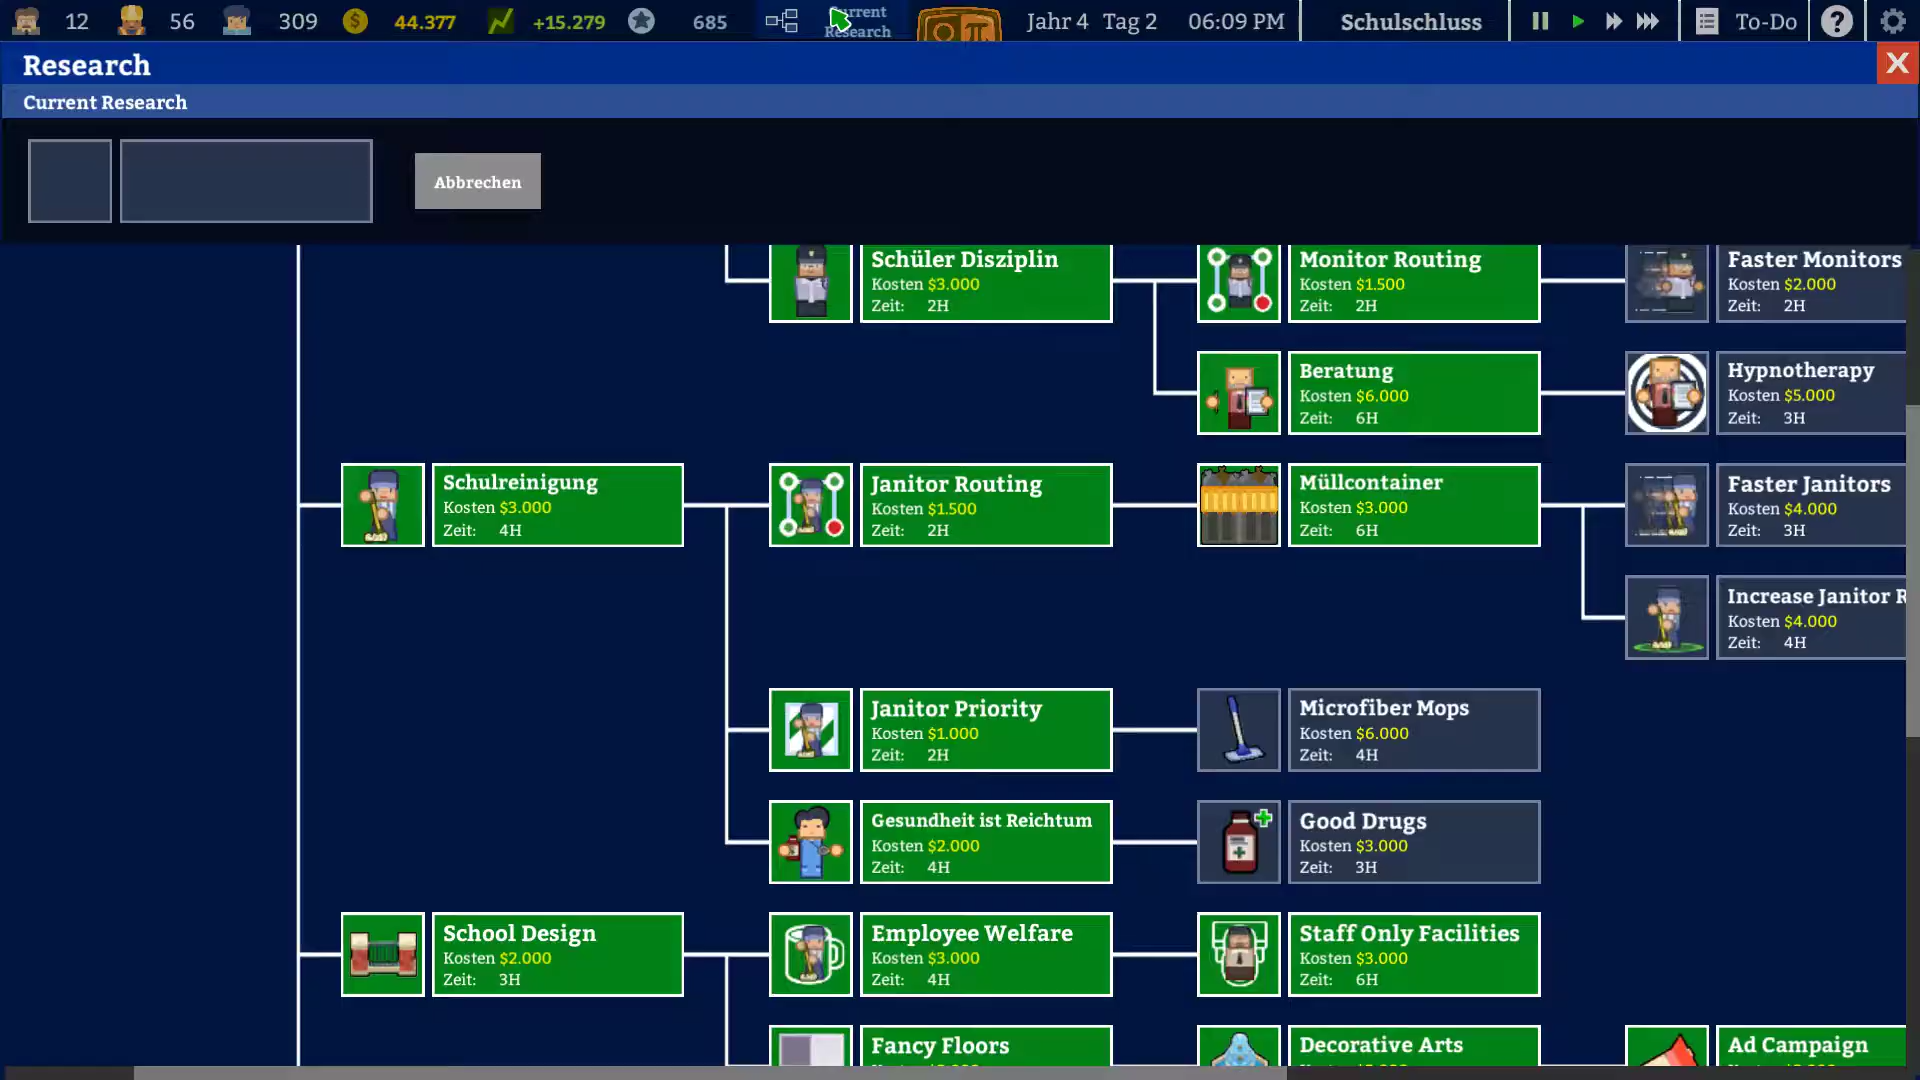 12 56 309 44.377 +15.279 685 Current Research Jahr 4 Tag 2 06:09 PM Schulschluss To-Do
Research
Current Research
Abbrechen
Schüler Disziplin
Kosten $3.000
Zeit: 2H
Monitor Routing
Kosten $1.500
Zeit: 2H
Faster Monitors
Kosten $2.000
Zeit: 2H
Beratung
Kosten $6.000
Zeit: 6H
Hypnotherapy
Kosten $5.000
Zeit: 3H
Schulreinigung
Kosten $3.000
Zeit: 4H
Janitor Routing
Kosten $1.500
Zeit: 2H
Müllcontainer
Kosten $3.000
Zeit: 6H
Faster Janitors
Kosten $4.000
Zeit: 3H
Increase Janitor R
Kosten $4.000
Zeit: 4H
Janitor Priority
Kosten $1.000
Zeit: 2H
Microfiber Mops
Kosten $6.000
Zeit: 4H
Gesundheit ist Reichtum
Kosten $2.000
Zeit: 4H
Good Drugs
Kosten $3.000
Zeit: 3H
School Design
Kosten $2.000
Zeit: 3H
Employee Welfare
Kosten $3.000
Zeit: 4H
Staff Only Facilities
Kosten $3.000
Zeit: 6H
Fancy Floors
Decorative Arts
Ad Campaign